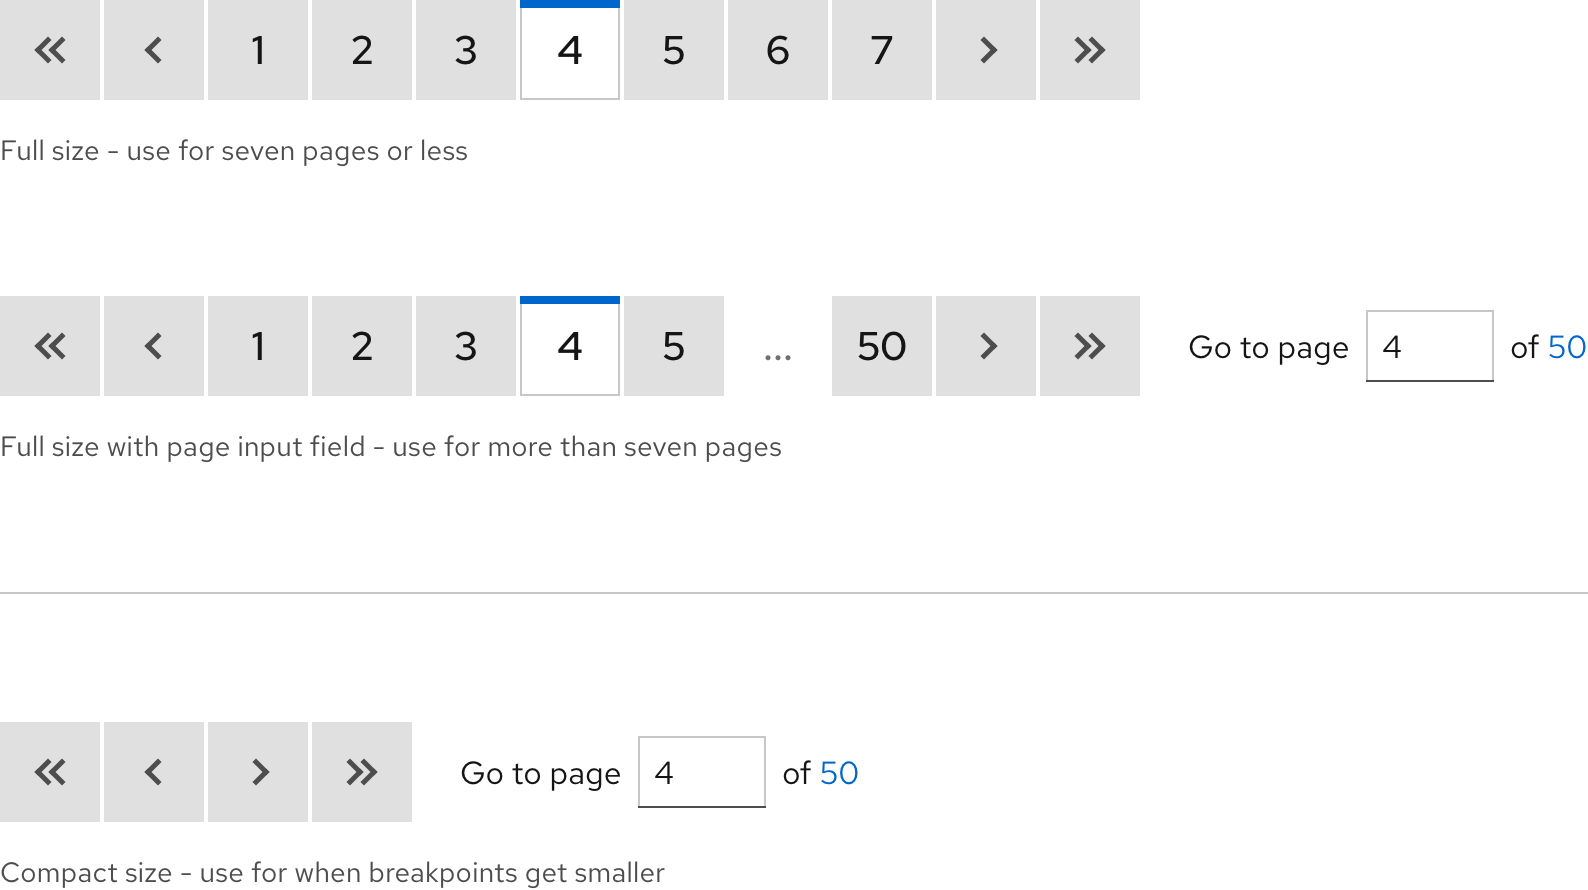 « < 1 2 3 4 5 6 7 > »
Full size - use for seven pages or less
« < 1 2 3 4 5 ... 50 > » Go to page 4 of 50
Full size with page input field - use for more than seven pages
« < > » Go to page 4 of 50
Compact size - use for when breakpoints get smaller